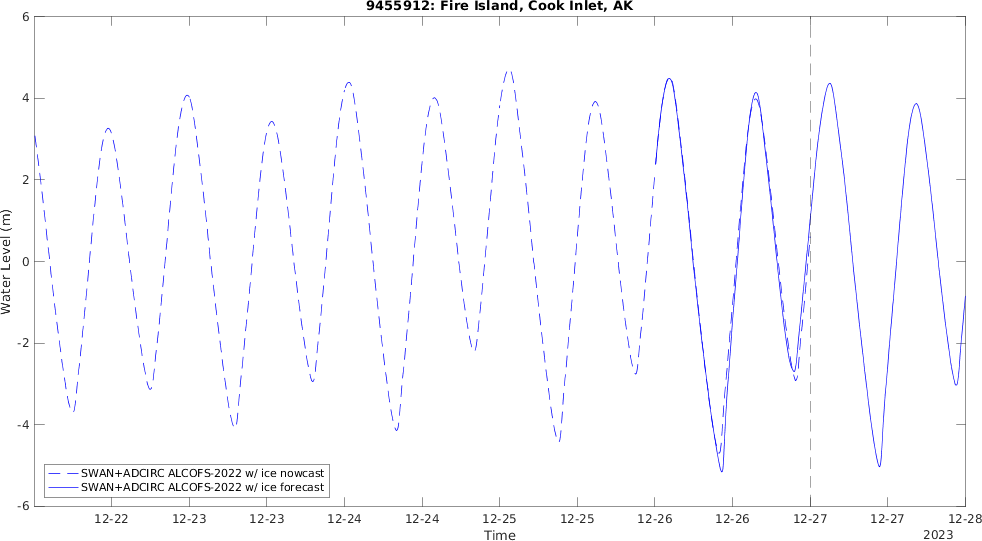 9455912: Fire Island, Cook Inlet, AK
6
4
2
0
-2
-4
-6
Water Level (m)
SWAN+ADCIRC ALCOFS-2022 w/ ice nowcast
SWAN+ADCIRC ALCOFS-2022 w/ ice forecast
12-22 12-23 12-23 12-24 12-24 12-25 12-25 12-26 12-26 12-27 12-27 12-28
Time
2023